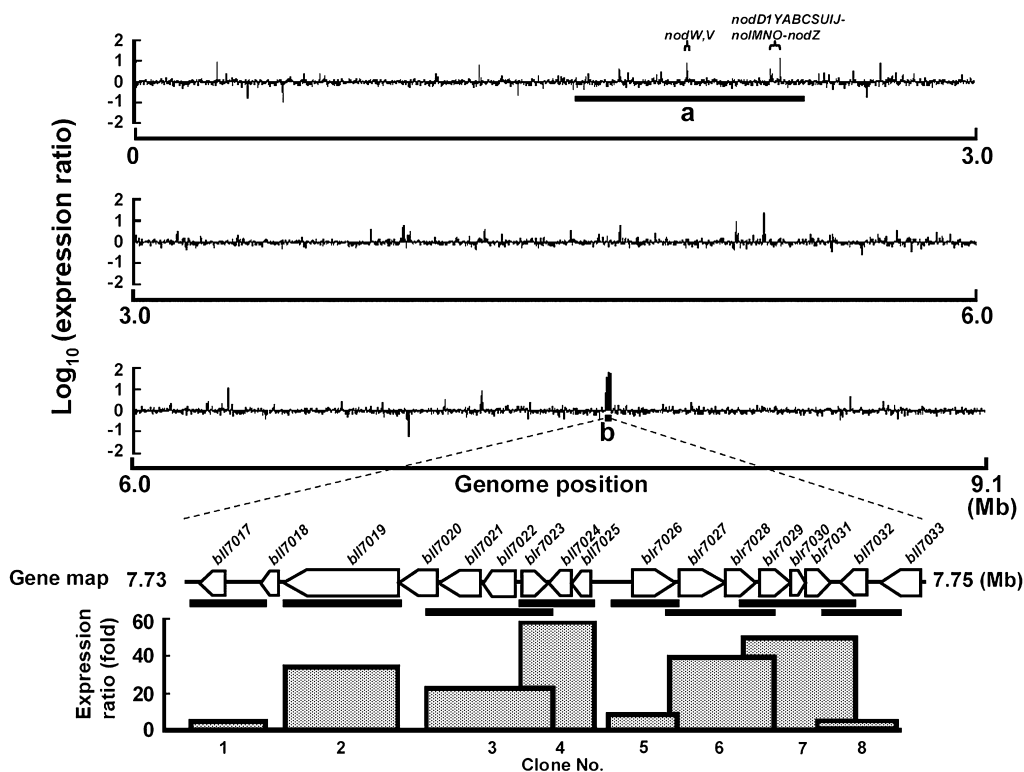 nodD1YABCSUIJ-
nodW,V nolMNO-nodZ
2
1
0
-1
-2
a
0 3.0
2
1
0
-1
-2
3.0 6.0
Log10 (expression ratio)
2
1
0
-1
-2
b
6.0 Genome position 9.1
(Mb)
bll7017 bll7018 bll7019 bll7020 bll7021 bll7022 blr7023 bll7024 bll7025 blr7026 blr7027 blr7028 blr7029 blr7030 blr7031 bll7032 bll7033
Gene map 7.73 7.75 (Mb)
Expression
ratio (fold)
60
40
20
0
1 2 3 4 5 6 7 8
Clone No.